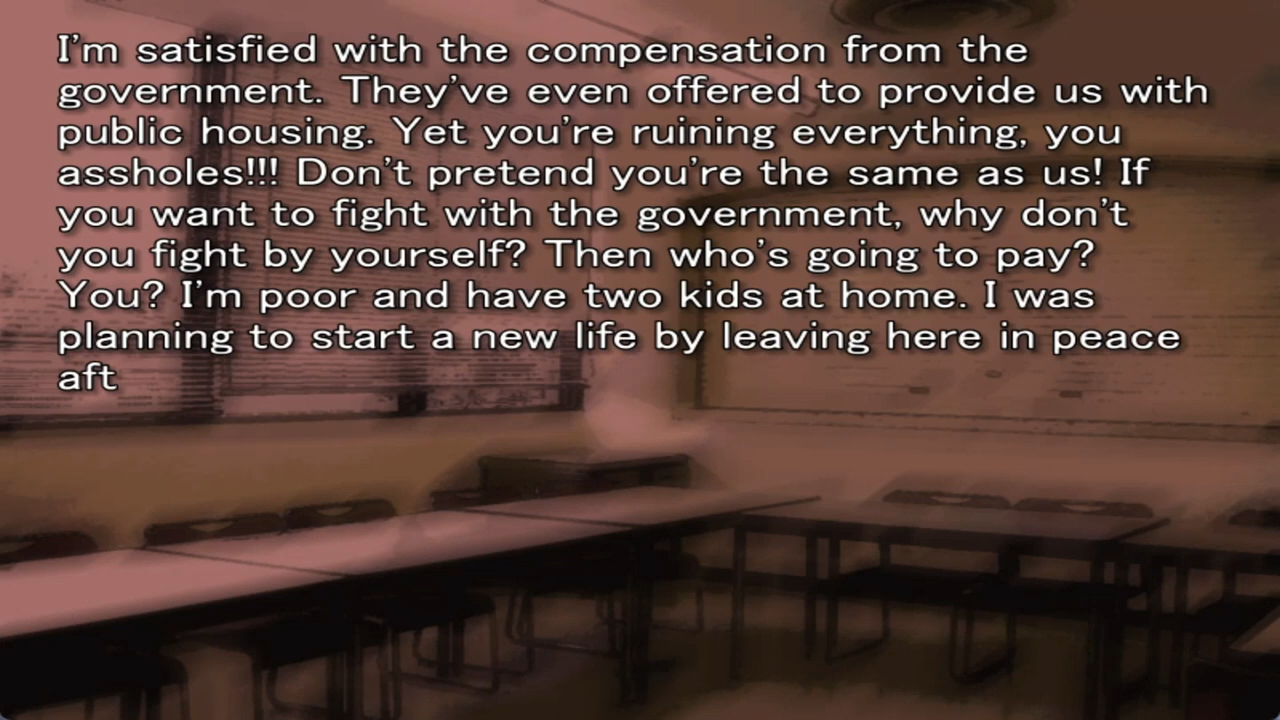 I'm satisfied with the compensation from the
government. They've even offered to provide us with
public housing. Yet you're ruining everything, you
assholes!!! Don't pretend you're the same as us! If
you want to fight with the government, why don't
you fight by yourself? Then who's going to pay?
You? I'm poor and have two kids at home. I was
planning to start a new life by leaving here in peace
aft